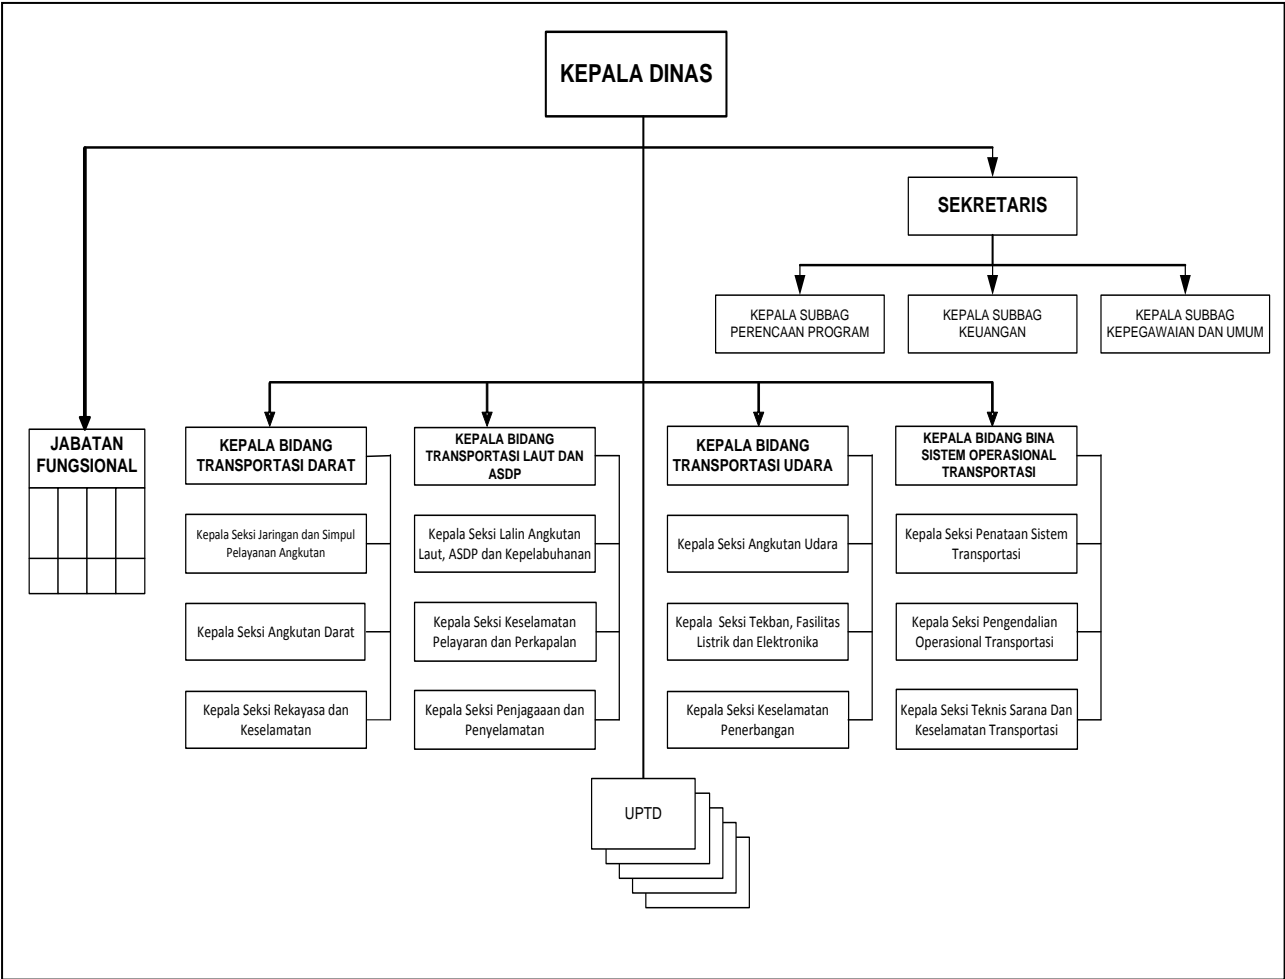 KEPALA DINAS
SEKRETARIS
KEPALA SUBBAG
PERENCAAN PROGRAM
KEPALA SUBBAG
KEUANGAN
KEPALA SUBBAG
KEPEGAWAIAN DAN UMUM
JABATAN
FUNGSIONAL
KEPALA BIDANG
TRANSPORTASI DARAT
Kepala Seksi Jaringan dan Simpul
Pelayanan Angkutan
Kepala Seksi Angkutan Darat
Kepala Seksi Rekayasa dan
Keselamatan
KEPALA BIDANG
TRANSPORTASI LAUT DAN
ASDP
Kepala Seksi Lalin Angkutan
Laut, ASDP dan Kepelabuhanan
Kepala Seksi Keselamatan
Pelayaran dan Perkapalan
Kepala Seksi Penjagaaan dan
Penyelamatan
KEPALA BIDANG
TRANSPORTASI UDARA
Kepala Seksi Angkutan Udara
Kepala Seksi Tekban, Fasilitas
Listrik dan Elektronika
Kepala Seksi Keselamatan
Penerbangan
KEPALA BIDANG BINA
SISTEM OPERASIONAL
TRANSPORTASI
Kepala Seksi Penataan Sistem
Transportasi
Kepala Seksi Pengendalian
Operasional Transportasi
Kepala Seksi Teknis Sarana Dan
Keselamatan Transportasi
UPTD